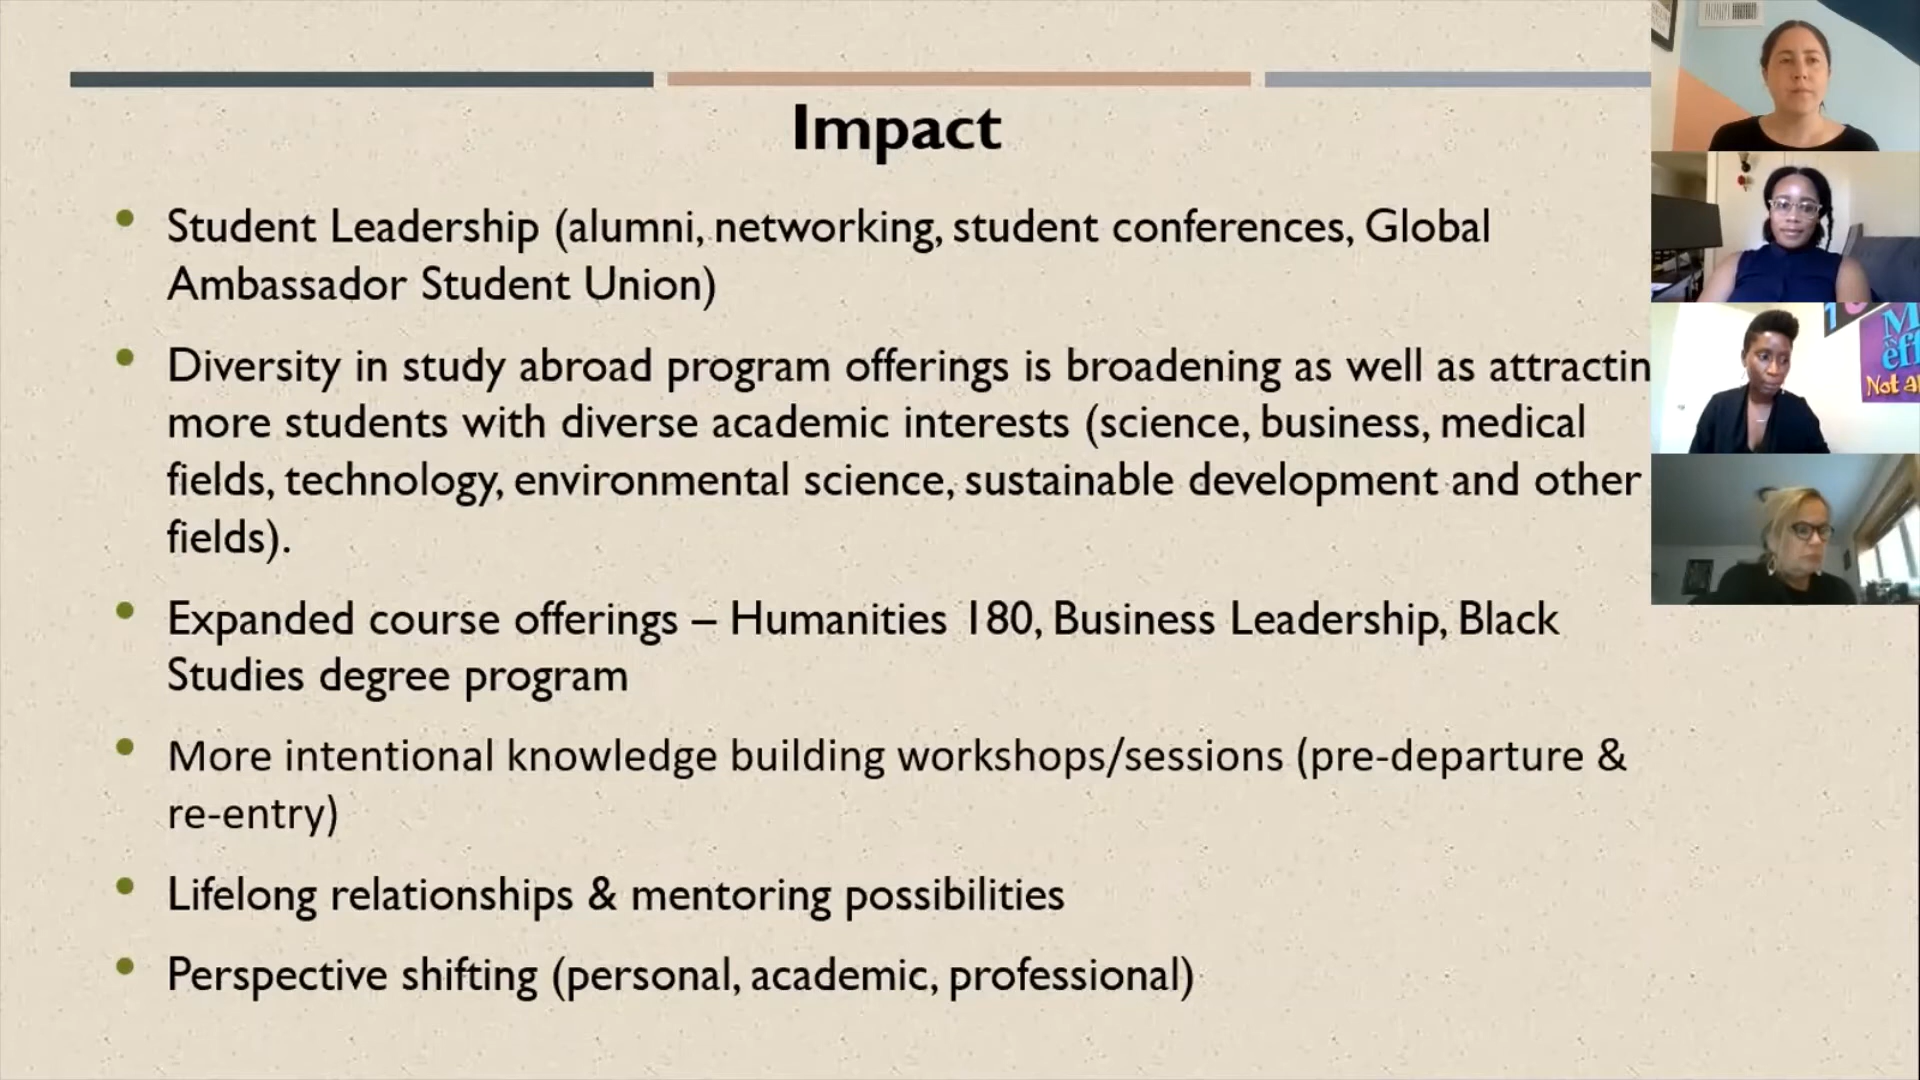 Impact
Student Leadership (alumni, networking, student conferences, Global
Ambassador Student Union)
Diversity in study abroad program offerings is broadening as well as attractin
more students with diverse academic interests (science, business, medical
fields, technology, environmental science, sustainable development and other
fields).
Expanded course offerings – Humanities 180, Business Leadership, Black
Studies degree program
More intentional knowledge building workshops/sessions (pre-departure &
re-entry)
Lifelong relationships & mentoring possibilities
Perspective shifting (personal, academic, professional)
Not a